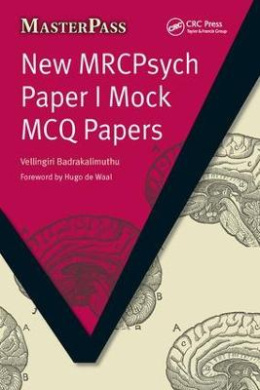 MASTERPASS
CRC Press
Taylor & Francis Group
New MRCPsych
Paper I Mock
MCQ Papers
Vellingiri Badrakalimuthu
Foreword by Hugo de Waal